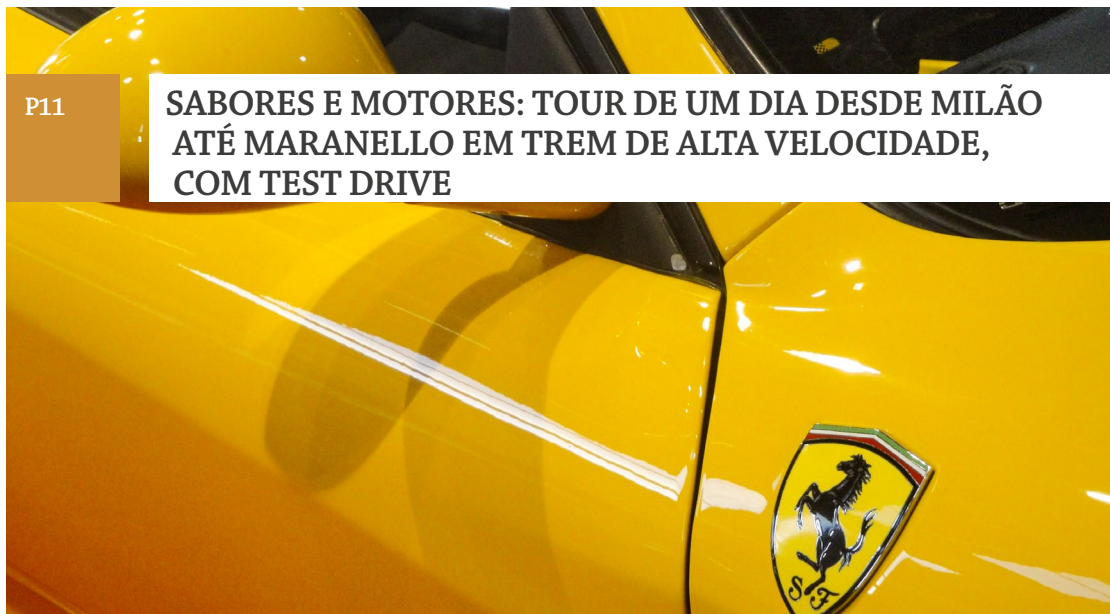 P11
SABORES E MOTORES: TOUR DE UM DIA DESDE MILÃO
ATÉ MARANELLO EM TREM DE ALTA VELOCIDADE,
COM TEST DRIVE
S F